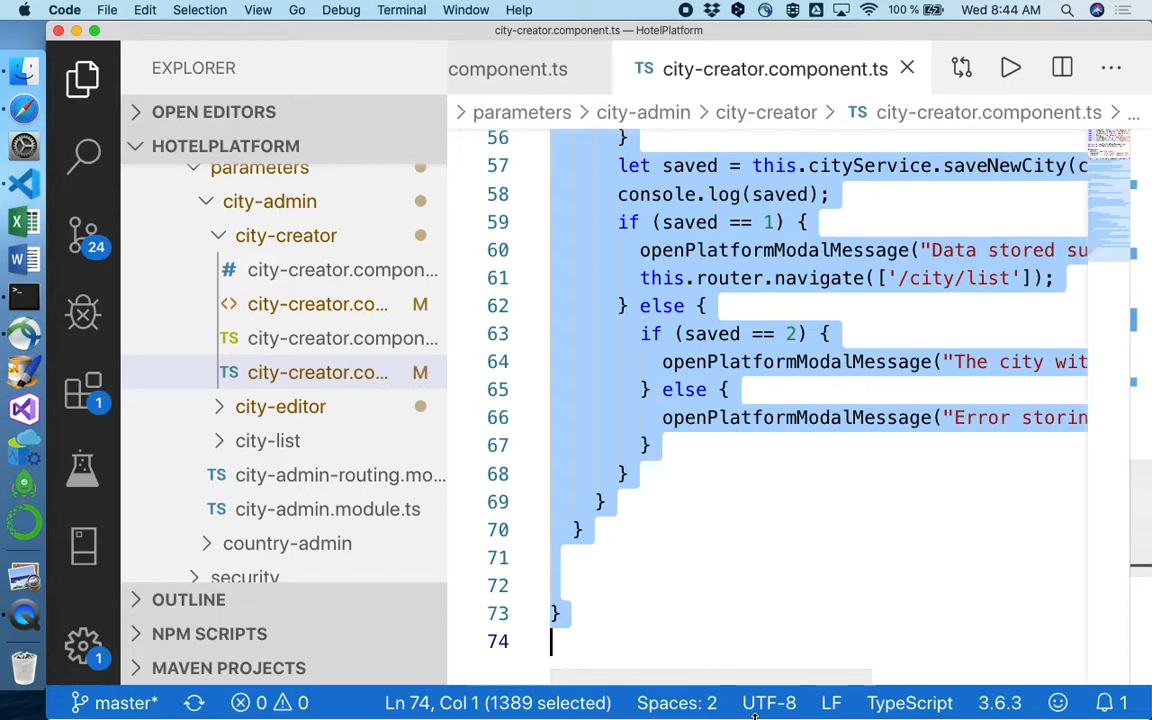 Code File Edit Selection View Go Debug Terminal Window Help 100 % Wed 8:44 AM
city-creator.component.ts — HotelPlatform
EXPLORER
component.ts TS city-creator.component.ts
OPEN EDITORS
parameters > city-admin > city-creator > TS city-creator.component.ts > ...
HOTELPLATFORM
parameters
city-admin
city-creator
# city-creator.compon...
<> city-creator.co... M
TS city-creator.compon...
TS city-creator.co... M
city-editor
city-list
TS city-admin-routing.mo...
TS city-admin.module.ts
country-admin
security
OUTLINE
NPM SCRIPTS
MAVEN PROJECTS
24
1
1
56 }
57 let saved = this.cityService.saveNewCity(c
58 console.log(saved);
59 if (saved == 1) {
60 openPlatformModalMessage("Data stored su
61 this.router.navigate(['/city/list']);
62 } else {
63 if (saved == 2) {
64 openPlatformModalMessage("The city wit
65 } else {
66 openPlatformModalMessage("Error storin
67 }
68 }
69 }
70 }
71
72
73 }
74
master* 0 0 Ln 74, Col 1 (1389 selected) Spaces: 2 UTF-8 LF TypeScript 3.6.3 1